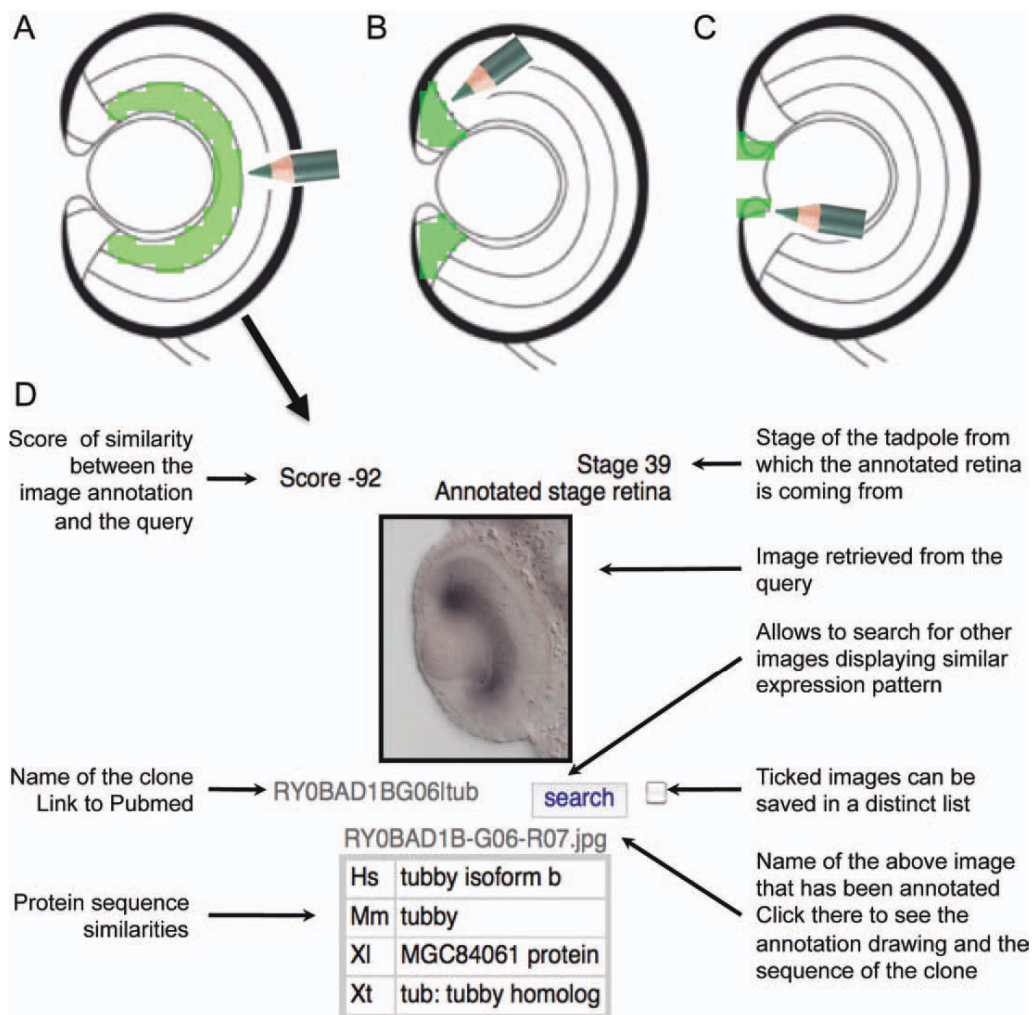 A
B
C
D
Score of similarity
between the
image annotation
and the query
Score -92
Stage 39
Annotated stage retina
Stage of the tadpole from
which the annotated retina
is coming from
Image retrieved from the
query
Allows to search for other
images displaying similar
expression pattern
Name of the clone
Link to Pubmed
RY0BAD1BG06ltub
search
Ticked images can be
saved in a distinct list
RY0BAD1B-G06-R07.jpg
Name of the above image
that has been annotated
Click there to see the
annotation drawing and the
sequence of the clone
Protein sequence
similarities
Hs tubby isoform b
Mm tubby
Xl MGC84061 protein
Xt tub: tubby homolog